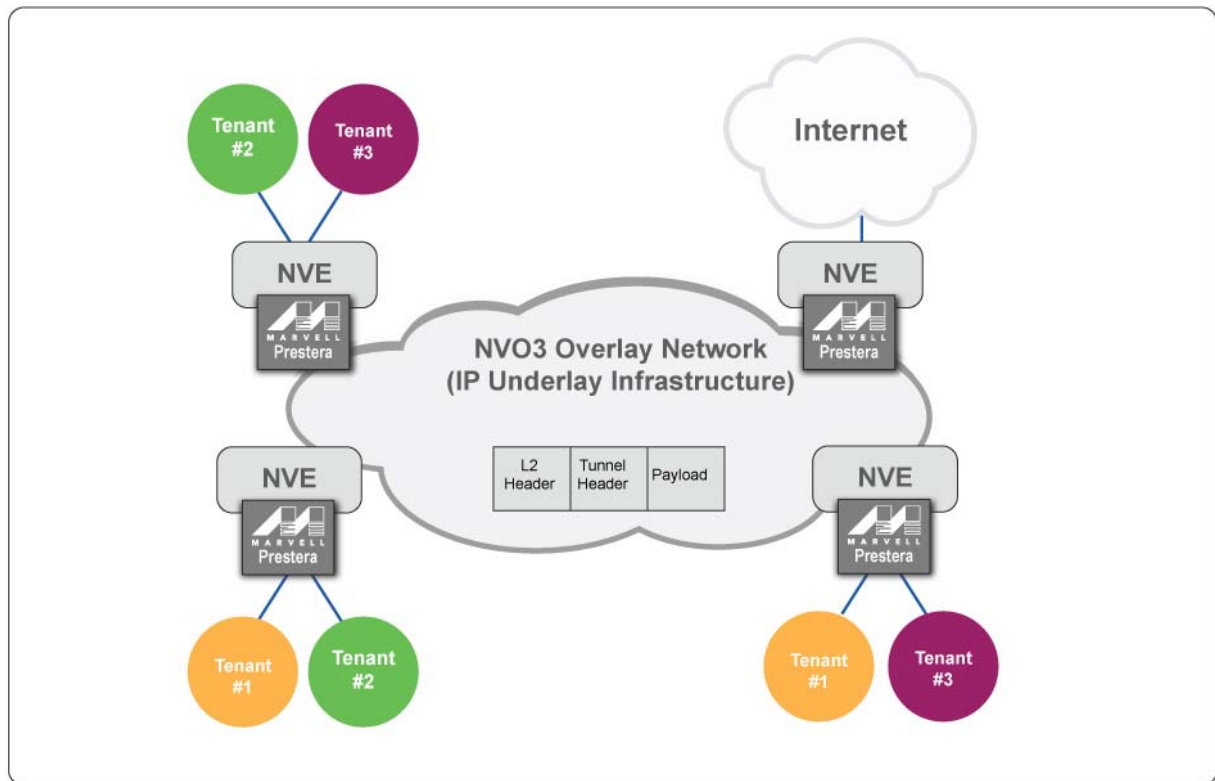 Tenant
#2
Tenant
#3
Internet
NVE
MARVELL
Prestera
NVE
MARVELL
Prestera
NVO3 Overlay Network
(IP Underlay Infrastructure)
L2
Header
Tunnel
Header
Payload
NVE
MARVELL
Prestera
NVE
MARVELL
Prestera
Tenant
#1
Tenant
#2
Tenant
#1
Tenant
#3